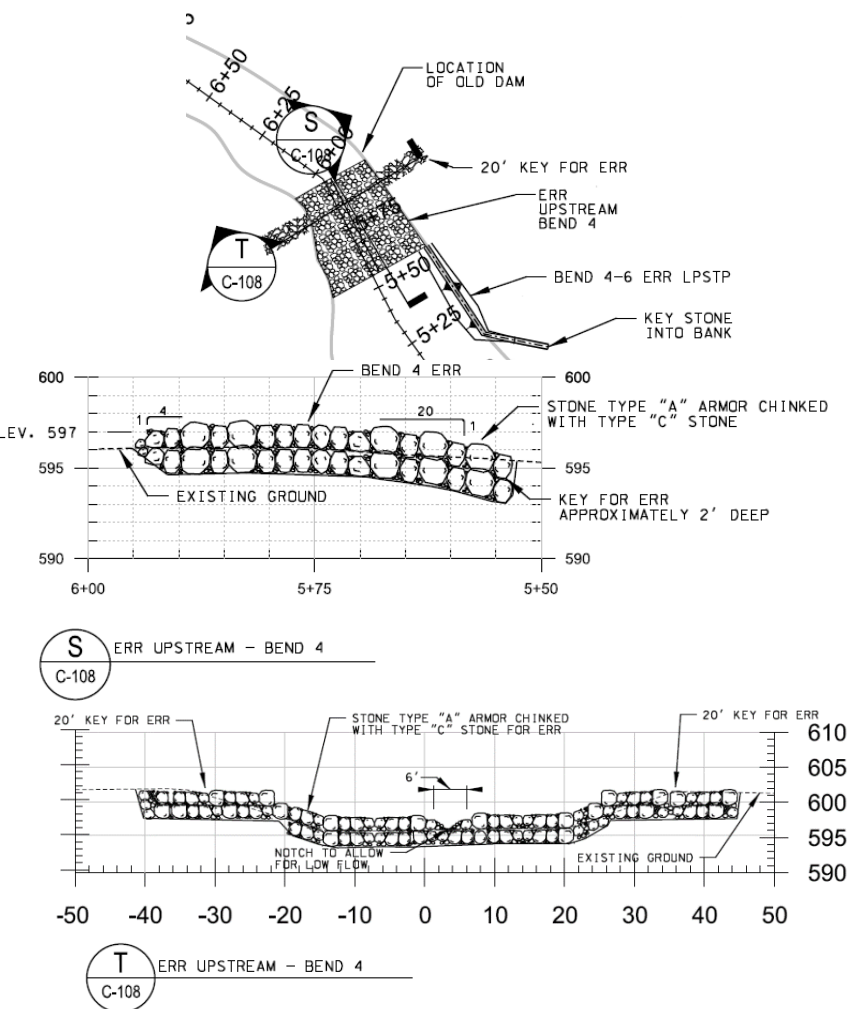 6+50
6+25
6+00
5+75
5+50
5+25
S
C-108
T
C-108
LOCATION
OF OLD DAM
20' KEY FOR ERR
ERR
UPSTREAM
BEND 4
BEND 4-6 ERR LPSTP
KEY STONE
INTO BANK
BEND 4 ERR
600
595
590
600
595
590
LEV. 597
1
4
20
1
STONE TYPE "A" ARMOR CHINKED
WITH TYPE "C" STONE
EXISTING GROUND
KEY FOR ERR
APPROXIMATELY 2' DEEP
6+00
5+75
5+50
S
C-108
ERR UPSTREAM - BEND 4
20' KEY FOR ERR
STONE TYPE "A" ARMOR CHINKED
WITH TYPE "C" STONE FOR ERR
20' KEY FOR ERR
6'
610
605
600
595
590
NOTCH TO ALLOW
FOR LOW FLOW
EXISTING GROUND
-50 -40 -30 -20 -10 0 10 20 30 40 50
T
C-108
ERR UPSTREAM - BEND 4